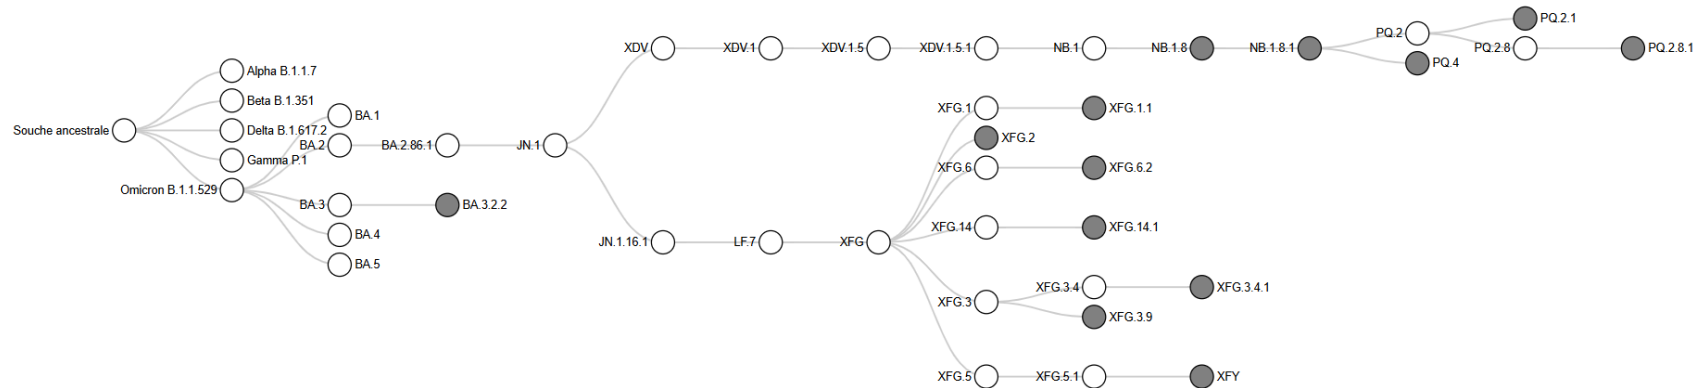 PQ.2.1
PQ.2
XDV
XDV.1
XDV.1.5
XDV.1.5.1
NB.1
NB.1.8
NB.1.8.1
PQ.2.8
PQ.2.8.1
PQ.4
Alpha B.1.1.7
Beta B.1.351
BA.1
XFG.1
XFG.1.1
Souche ancestrale
Delta B.1.617.2
XFG.2
BA.2
BA.2.86.1
JN.1
Gamma P.1
XFG.6
XFG.6.2
Omicron B.1.1.529
BA.3
BA.3.2.2
XFG.14
XFG.14.1
BA.4
JN.1.16.1
LF.7
XFG
BA.5
XFG.3.4
XFG.3.4.1
XFG.3
XFG.3.9
XFG.5
XFG.5.1
XFY